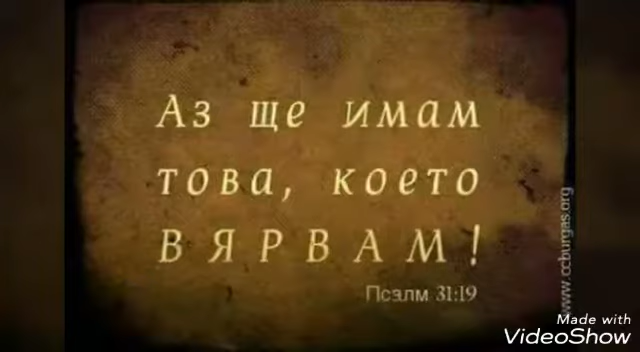 Аз ще имам
това, което
ВЯРВАМ!
Псалм 31:19
www.ccburgas.org
Made with
VideoShow